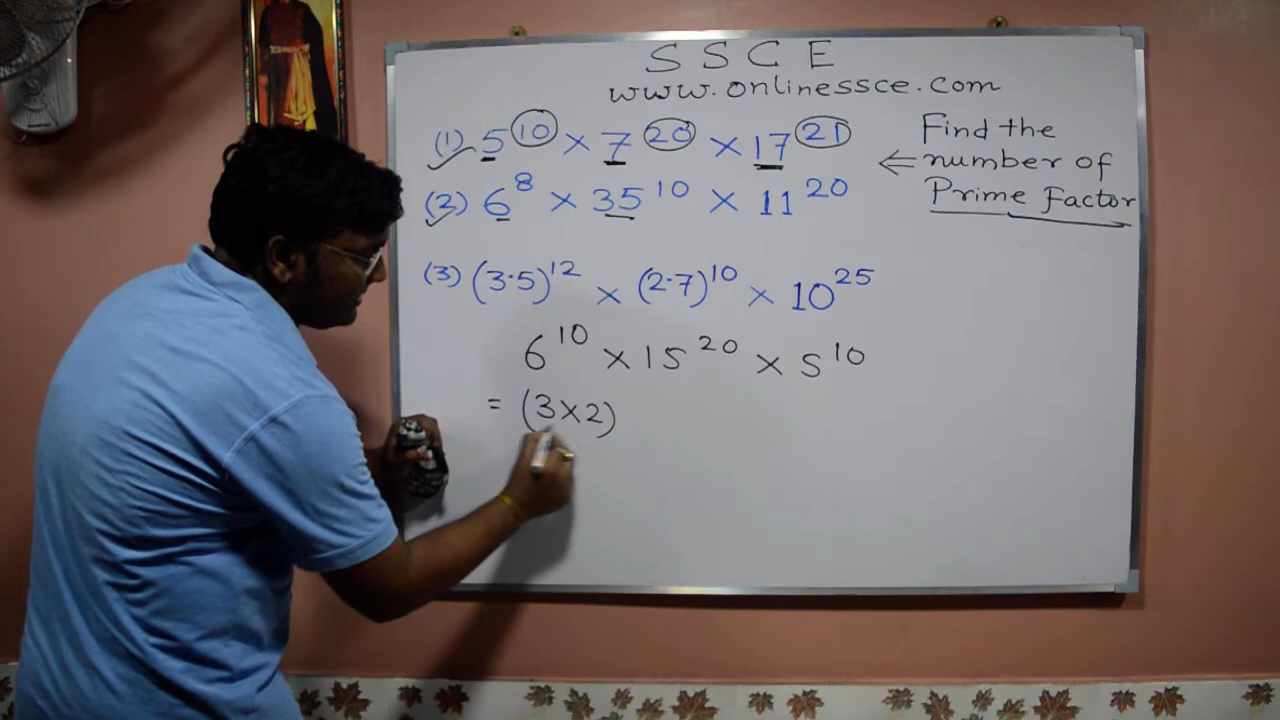 S S C E
www.onlinessce.com
(1) 5^10 × 7^20 × 17^21
(2) 6^8 × 35^10 × 11^20
(3) (3·5)^12 × (2·7)^10 × 10^25
⇐ Find the
number of
Prime Factor
6^10 × 15^20 × 5^10
= (3×2)